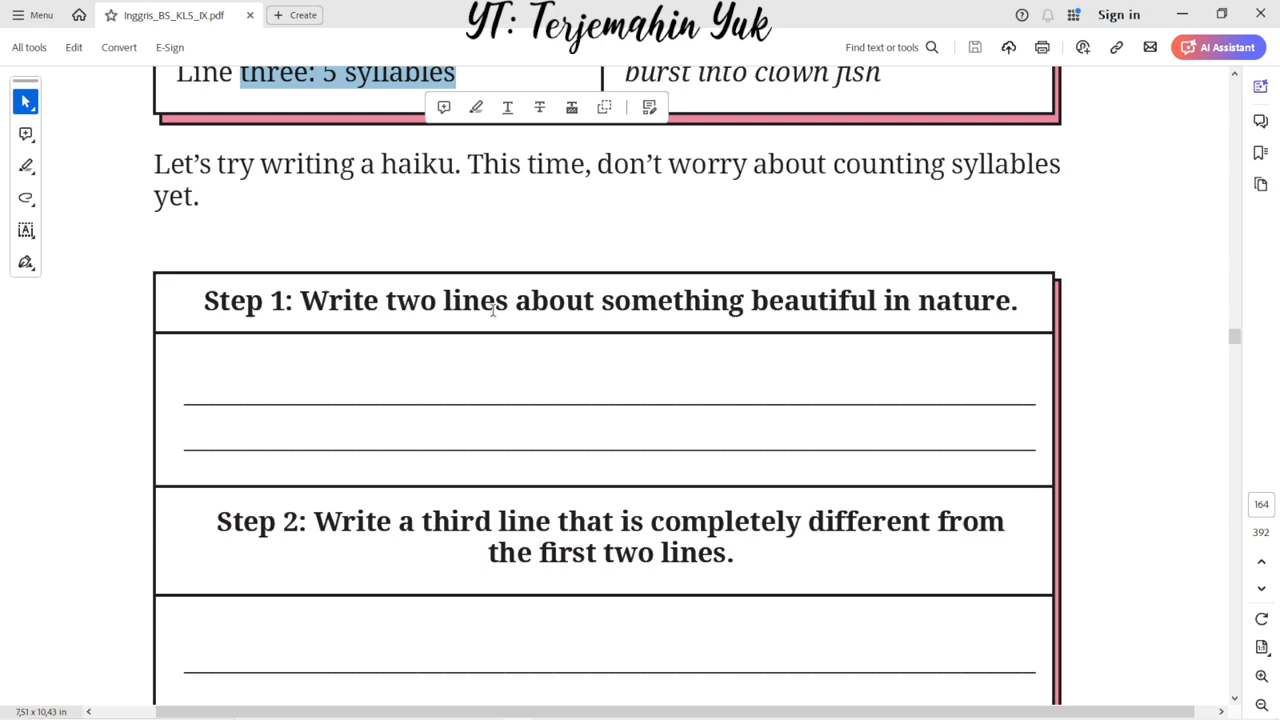 Menu
Inggris_BS_KLS_IX.pdf
Create
YT: Terjemahin Yuk
Sign in
All tools
Edit
Convert
E-Sign
Find text or tools
AI Assistant
Line three: 5 syllables
burst into clown fish
Let's try writing a haiku. This time, don't worry about counting syllables
yet.
Step 1: Write two lines about something beautiful in nature.
Step 2: Write a third line that is completely different from
the first two lines.
164
392
7,51 x 10,43 in